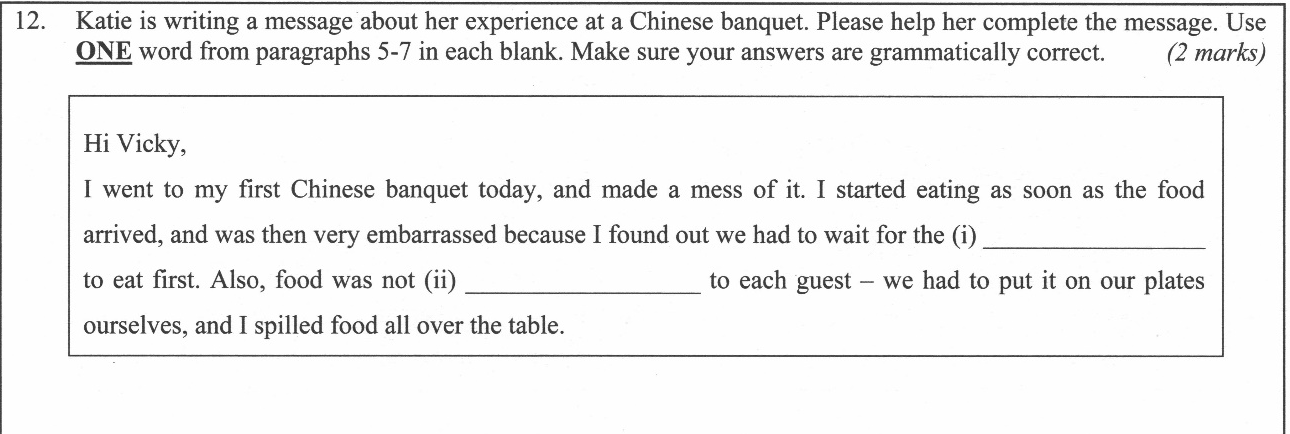 12. Katie is writing a message about her experience at a Chinese banquet. Please help her complete the message. Use
ONE word from paragraphs 5-7 in each blank. Make sure your answers are grammatically correct. (2 marks)
Hi Vicky,
I went to my first Chinese banquet today, and made a mess of it. I started eating as soon as the food
arrived, and was then very embarrassed because I found out we had to wait for the (i) ____________________
to eat first. Also, food was not (ii) ____________________ to each guest – we had to put it on our plates
ourselves, and I spilled food all over the table.